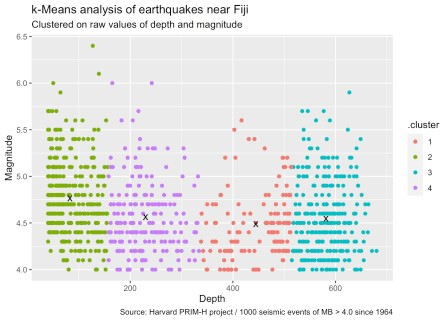 k-Means analysis of earthquakes near Fiji
Clustered on raw values of depth and magnitude
6.5
6.0
5.5
5.0
4.5
4.0
Magnitude
X
X
X
X
200
400
600
Depth
.cluster
1
2
3
4
Source: Harvard PRIM-H project / 1000 seismic events of MB > 4.0 since 1964